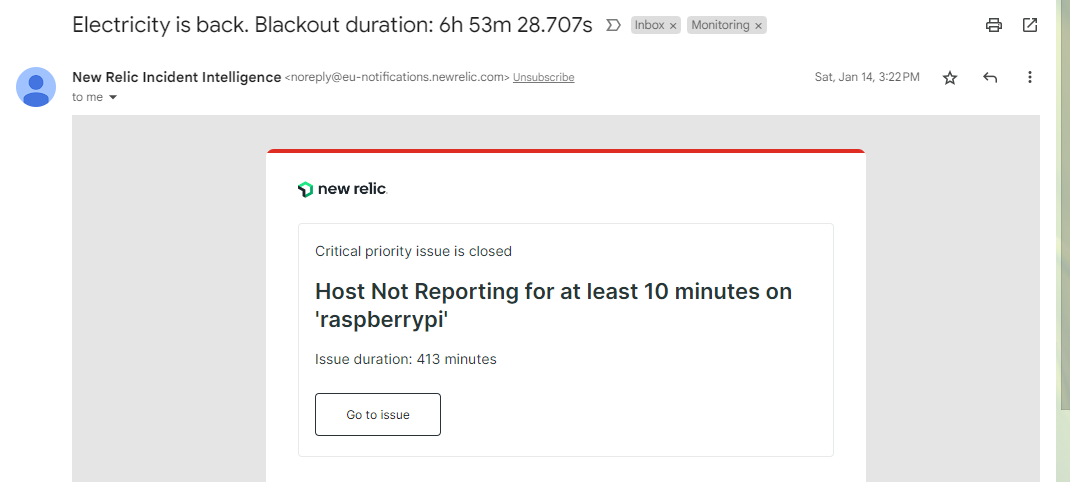 Electricity is back. Blackout duration: 6h 53m 28.707s Inbox x Monitoring x
New Relic Incident Intelligence <noreply@eu-notifications.newrelic.com> Unsubscribe Sat, Jan 14, 3:22 PM
to me
new relic.
Critical priority issue is closed
Host Not Reporting for at least 10 minutes on
'raspberrypi'
Issue duration: 413 minutes
Go to issue